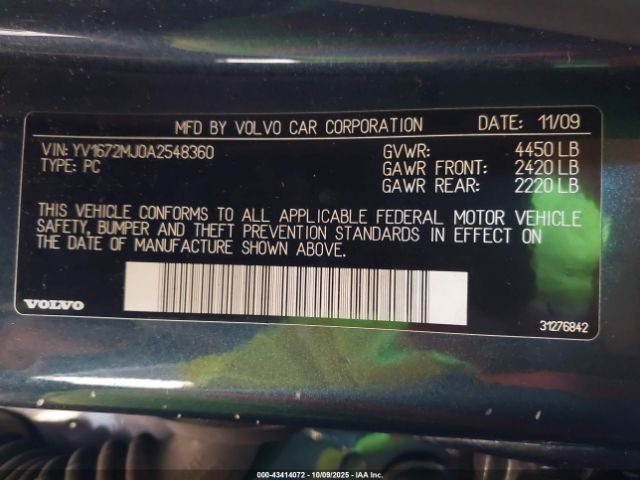 MFD BY VOLVO CAR CORPORATION DATE: 11/09
VIN: YV1672MJ0A2548360 GVWR: 4450 LB
TYPE: PC GAWR FRONT: 2420 LB
GAWR REAR: 2220 LB
THIS VEHICLE CONFORMS TO ALL APPLICABLE FEDERAL MOTOR VEHICLE
SAFETY, BUMPER AND THEFT PREVENTION STANDARDS IN EFFECT ON
THE DATE OF MANUFACTURE SHOWN ABOVE.
VOLVO
31276842
000-43414072 - 10/09/2025 - IAA Inc.